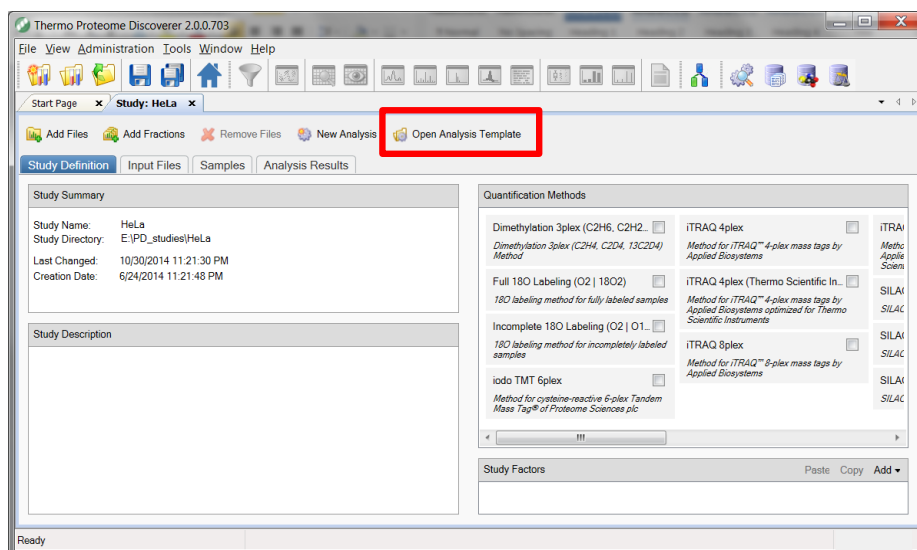 Thermo Proteome Discoverer 2.0.0.703
File View Administration Tools Window Help
Start Page x Study: HeLa x
Add Files Add Fractions Remove Files New Analysis Open Analysis Template
Study Definition Input Files Samples Analysis Results
Study Summary
Study Name: HeLa
Study Directory: E:\PD_studies\HeLa
Last Changed: 10/30/2014 11:21:30 PM
Creation Date: 6/24/2014 11:21:48 PM
Study Description
Quantification Methods
Dimethylation 3plex (C2H6, C2H2...
Dimethylation 3plex (C2H4, C2D4, 13C2D4)
Method
Full 18O Labeling (O2 | 18O2)
18O labeling method for fully labeled samples
Incomplete 18O Labeling (O2 | O1...
18O labeling method for incompletely labeled
samples
iodo TMT 6plex
Method for cysteine-reactive 6-plex Tandem
Mass Tag® of Proteome Sciences plc
iTRAQ 4plex
Method for iTRAQ™ 4-plex mass tags by
Applied Biosystems
iTRAQ 4plex (Thermo Scientific In...
Method for iTRAQ™ 4-plex mass tags by
Applied Biosystems optimized for Thermo
Scientific Instruments
iTRAQ 8plex
Method for iTRAQ™ 8-plex mass tags by
Applied Biosystems
Study Factors Paste Copy Add
Ready